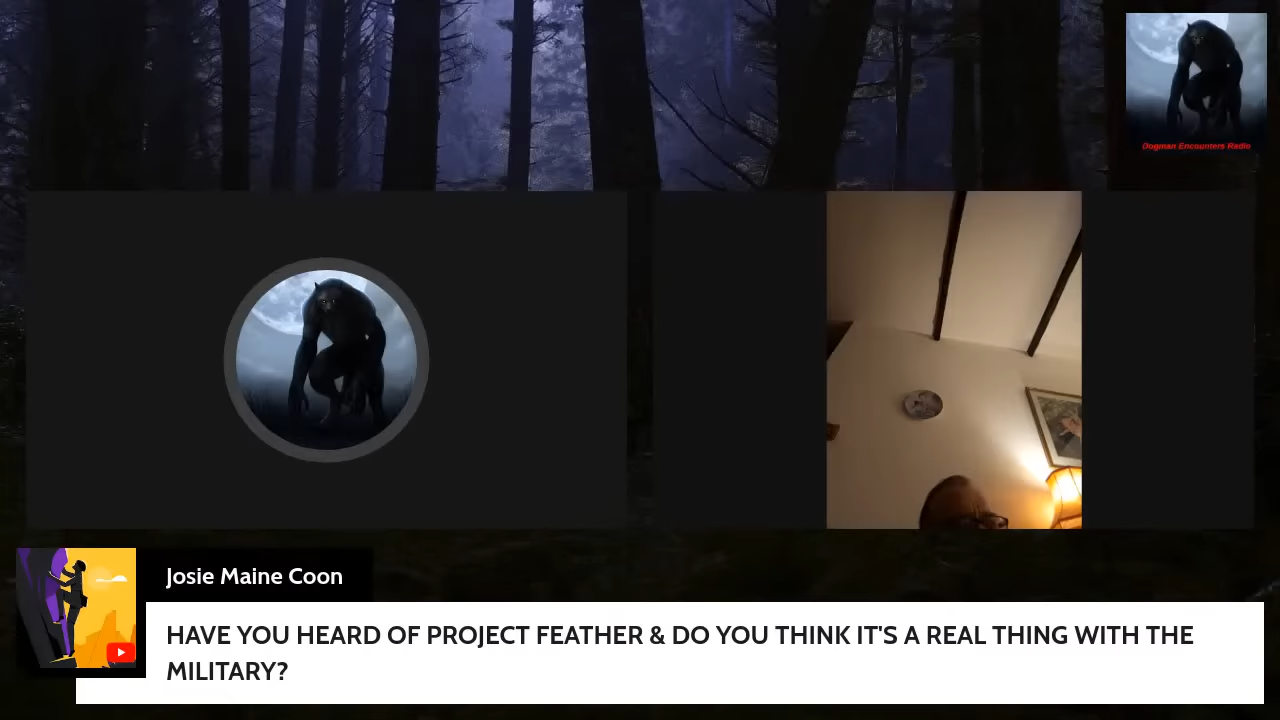 Dogman Encounters Radio
Josie Maine Coon
HAVE YOU HEARD OF PROJECT FEATHER & DO YOU THINK IT'S A REAL THING WITH THE
MILITARY?